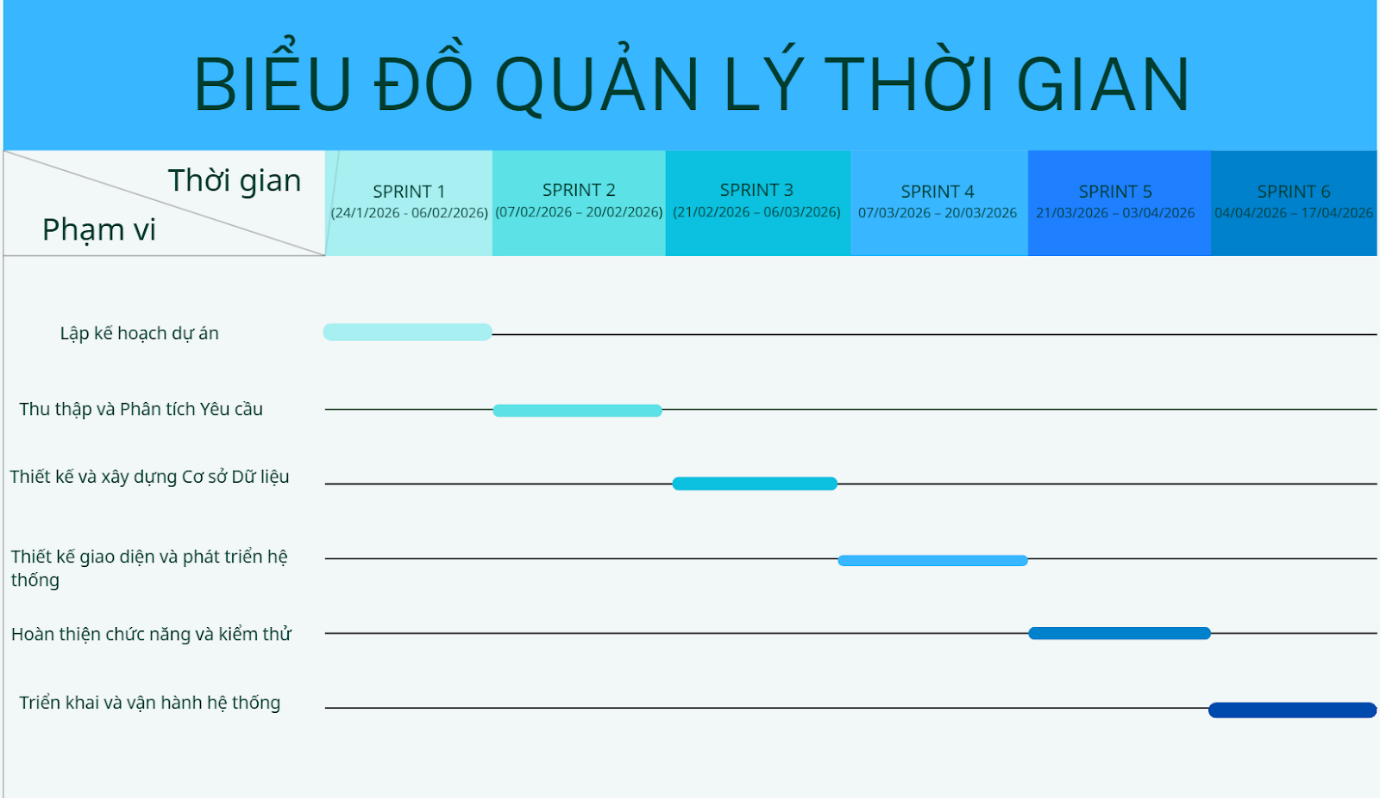 BIỂU ĐỒ QUẢN LÝ THỜI GIAN
Thời gian
Phạm vi
SPRINT 1
(24/1/2026 - 06/02/2026)
SPRINT 2
(07/02/2026 – 20/02/2026)
SPRINT 3
(21/02/2026 – 06/03/2026)
SPRINT 4
07/03/2026 – 20/03/2026
SPRINT 5
21/03/2026 – 03/04/2026
SPRINT 6
04/04/2026 – 17/04/2026
Lập kế hoạch dự án
Thu thập và Phân tích Yêu cầu
Thiết kế và xây dựng Cơ sở Dữ liệu
Thiết kế giao diện và phát triển hệ
thống
Hoàn thiện chức năng và kiểm thử
Triển khai và vận hành hệ thống